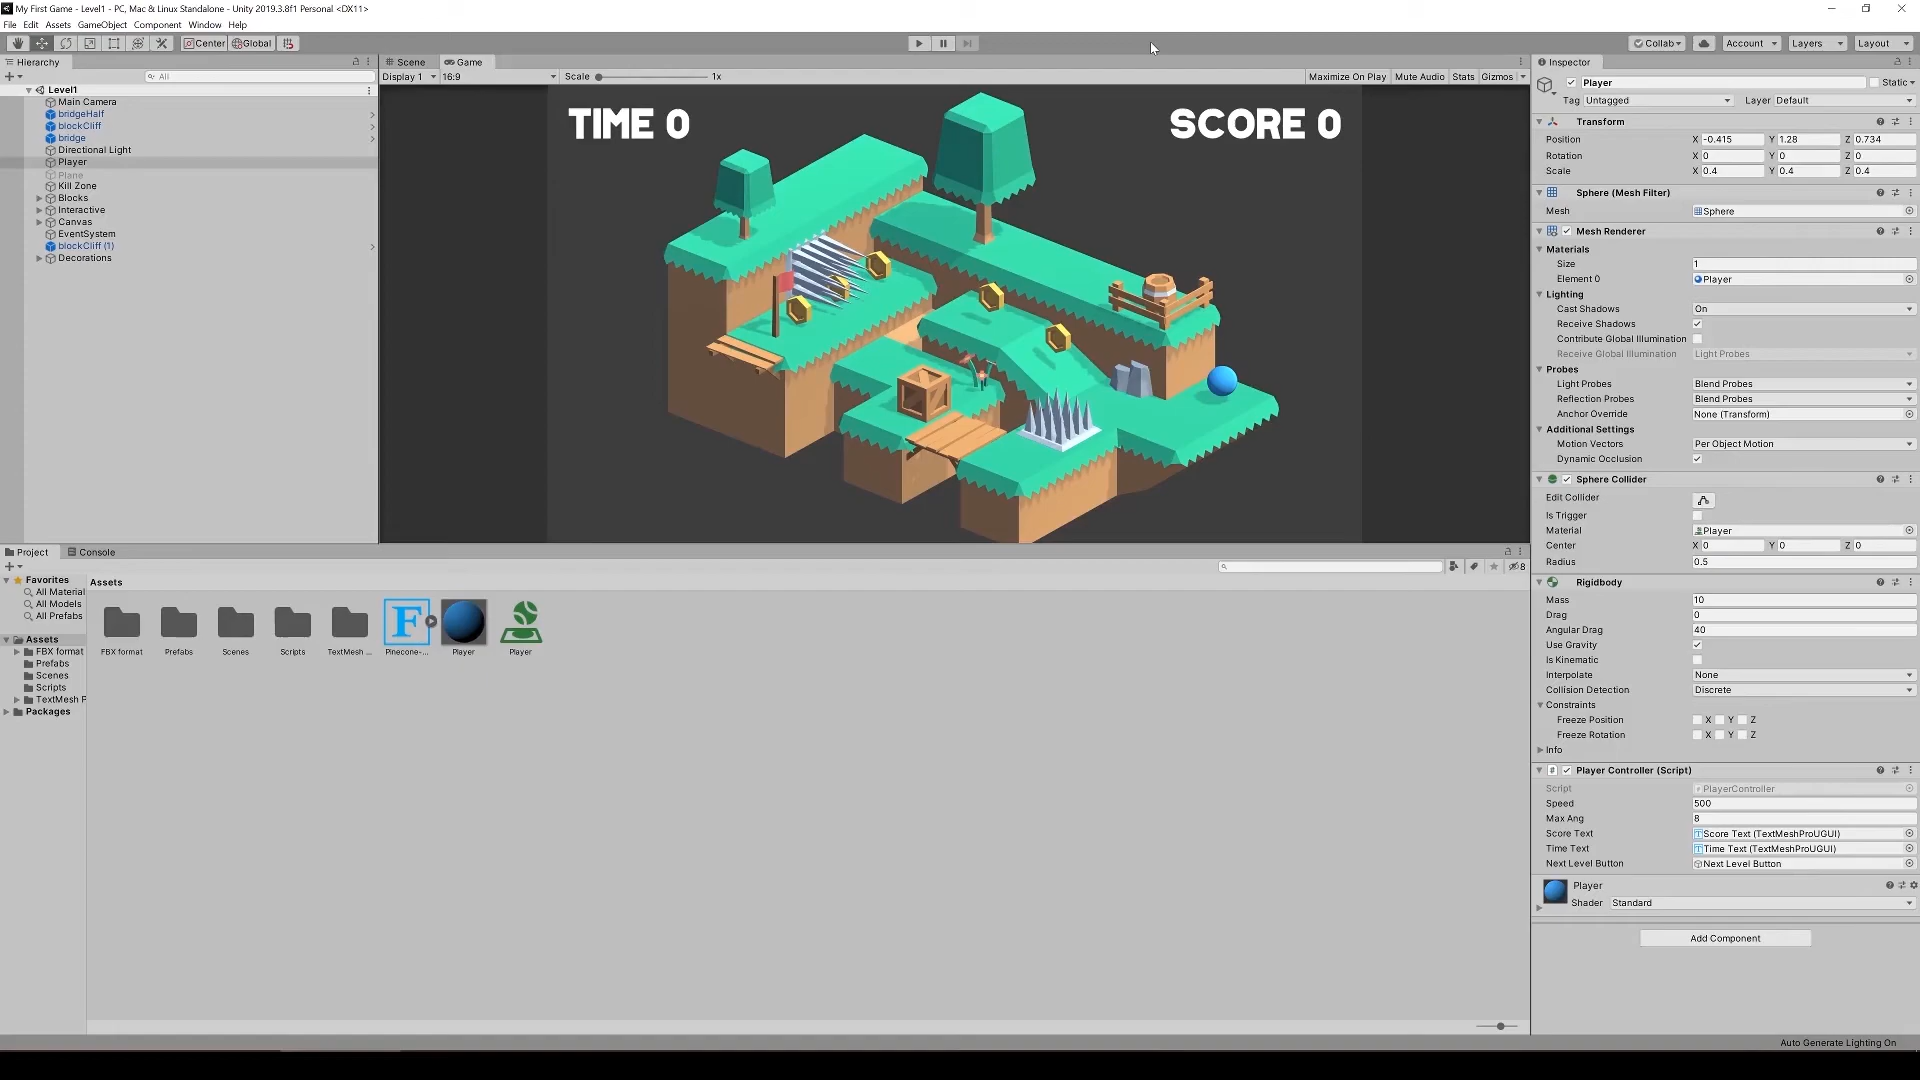 My First Game - Level1 - PC, Mac & Linux Standalone - Unity 2019.3.8f1 Personal <DX11>
File Edit Assets GameObject Component Window Help
Center Global Collab Account Layers Layout
Hierarchy
All
Level1
Main Camera
bridgeHalf
blockCliff
bridge
Directional Light
Player
Plane
Kill Zone
Blocks
Interactive
Canvas
EventSystem
blockCliff (1)
Decorations
Scene Game
Display 1 16:9 Scale 1x Maximize On Play Mute Audio Stats Gizmos
TIME 0 SCORE 0
Project Console
8
Favorites
All Material
All Models
All Prefabs
Assets
FBX format
Prefabs
Scenes
Scripts
TextMesh P
Packages
Assets
F
FBX format Prefabs Scenes Scripts TextMesh ... Pinecone-... Player Player
Inspector
Player Static
Tag Untagged Layer Default
Transform
Position X -0.415 Y 1.28 Z 0.734
Rotation X 0 Y 0 Z 0
Scale X 0.4 Y 0.4 Z 0.4
Sphere (Mesh Filter)
Mesh Sphere
Mesh Renderer
Materials
Size 1
Element 0 Player
Lighting
Cast Shadows On
Receive Shadows
Contribute Global Illumination
Receive Global Illumination Light Probes
Probes
Light Probes Blend Probes
Reflection Probes Blend Probes
Anchor Override None (Transform)
Additional Settings
Motion Vectors Per Object Motion
Dynamic Occlusion
Sphere Collider
Edit Collider
Is Trigger
Material Player
Center X 0 Y 0 Z 0
Radius 0.5
Rigidbody
Mass 10
Drag 0
Angular Drag 40
Use Gravity
Is Kinematic
Interpolate None
Collision Detection Discrete
Constraints
Freeze Position X Y Z
Freeze Rotation X Y Z
Info
Player Controller (Script)
Script PlayerController
Speed 500
Max Ang 8
Score Text Score Text (TextMeshProUGUI)
Time Text Time Text (TextMeshProUGUI)
Next Level Button Next Level Button
Player
Shader Standard
Add Component
Auto Generate Lighting On